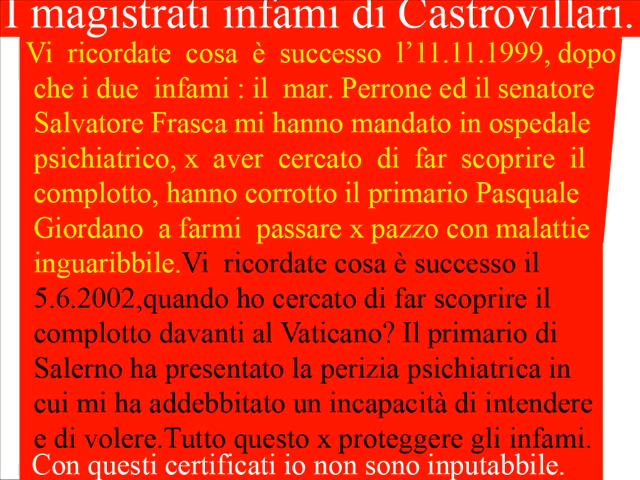 I magistrati infami di Castrovillari.
Vi ricordate cosa è successo l’11.11.1999, dopo
che i due infami : il mar. Perrone ed il senatore
Salvatore Frasca mi hanno mandato in ospedale
psichiatrico, x aver cercato di far scoprire il
complotto, hanno corrotto il primario Pasquale
Giordano a farmi passare x pazzo con malattie
inguaribbile.Vi ricordate cosa è successo il
5.6.2002,quando ho cercato di far scoprire il
complotto davanti al Vaticano? Il primario di
Salerno ha presentato la perizia psichiatrica in
cui mi ha addebbitato un incapacità di intendere
e di volere.Tutto questo x proteggere gli infami.
Con questi certificati io non sono inputabbile.